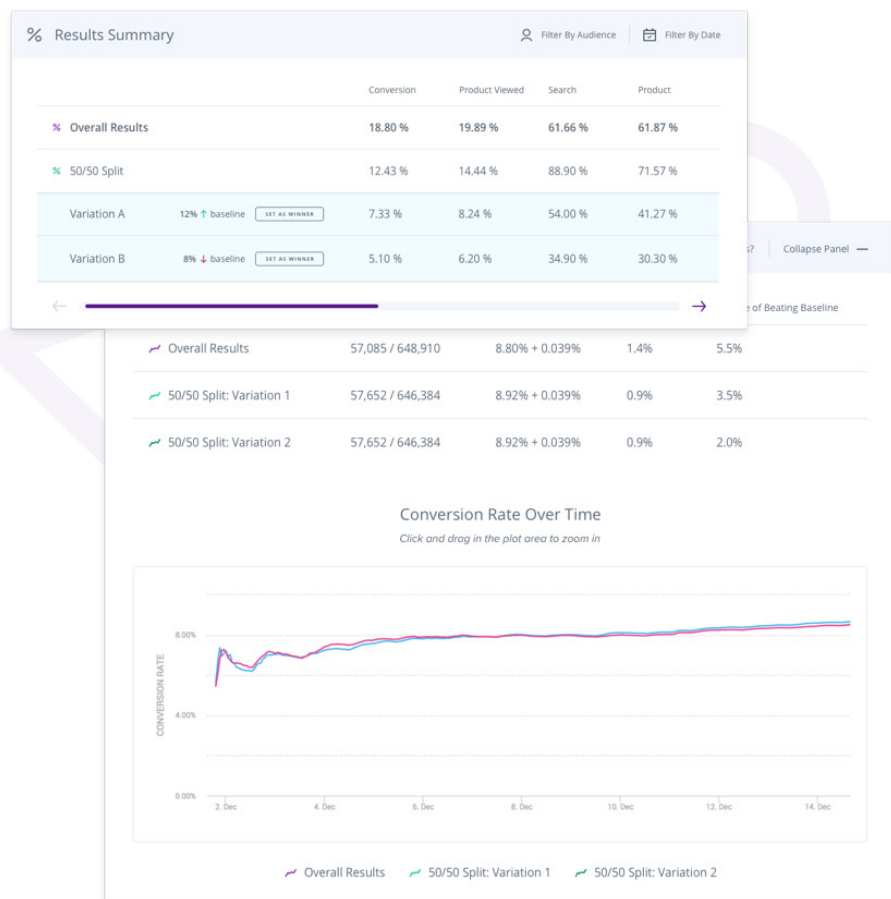 % Results Summary Filter By Audience Filter By Date
Conversion Product Viewed Search Product
% Overall Results 18.80 % 19.89 % 61.66 % 61.87 %
% 50/50 Split 12.43 % 14.44 % 88.90 % 71.57 %
Variation A 12% ↑ baseline SET AS WINNER 7.33 % 8.24 % 54.00 % 41.27 %
Variation B 8% ↓ baseline SET AS WINNER 5.10 % 6.20 % 34.90 % 30.30 %
Collapse Panel —
of Beating Baseline
Overall Results 57,085 / 648,910 8.80% + 0.039% 1.4% 5.5%
50/50 Split: Variation 1 57,652 / 646,384 8.92% + 0.039% 0.9% 3.5%
50/50 Split: Variation 2 57,652 / 646,384 8.92% + 0.039% 0.9% 2.0%
Conversion Rate Over Time
Click and drag in the plot area to zoom in
CONVERSION RATE
8.00%
4.00%
0.00%
2. Dec 4. Dec 6. Dec 8. Dec 10. Dec 12. Dec 14. Dec
Overall Results 50/50 Split: Variation 1 50/50 Split: Variation 2